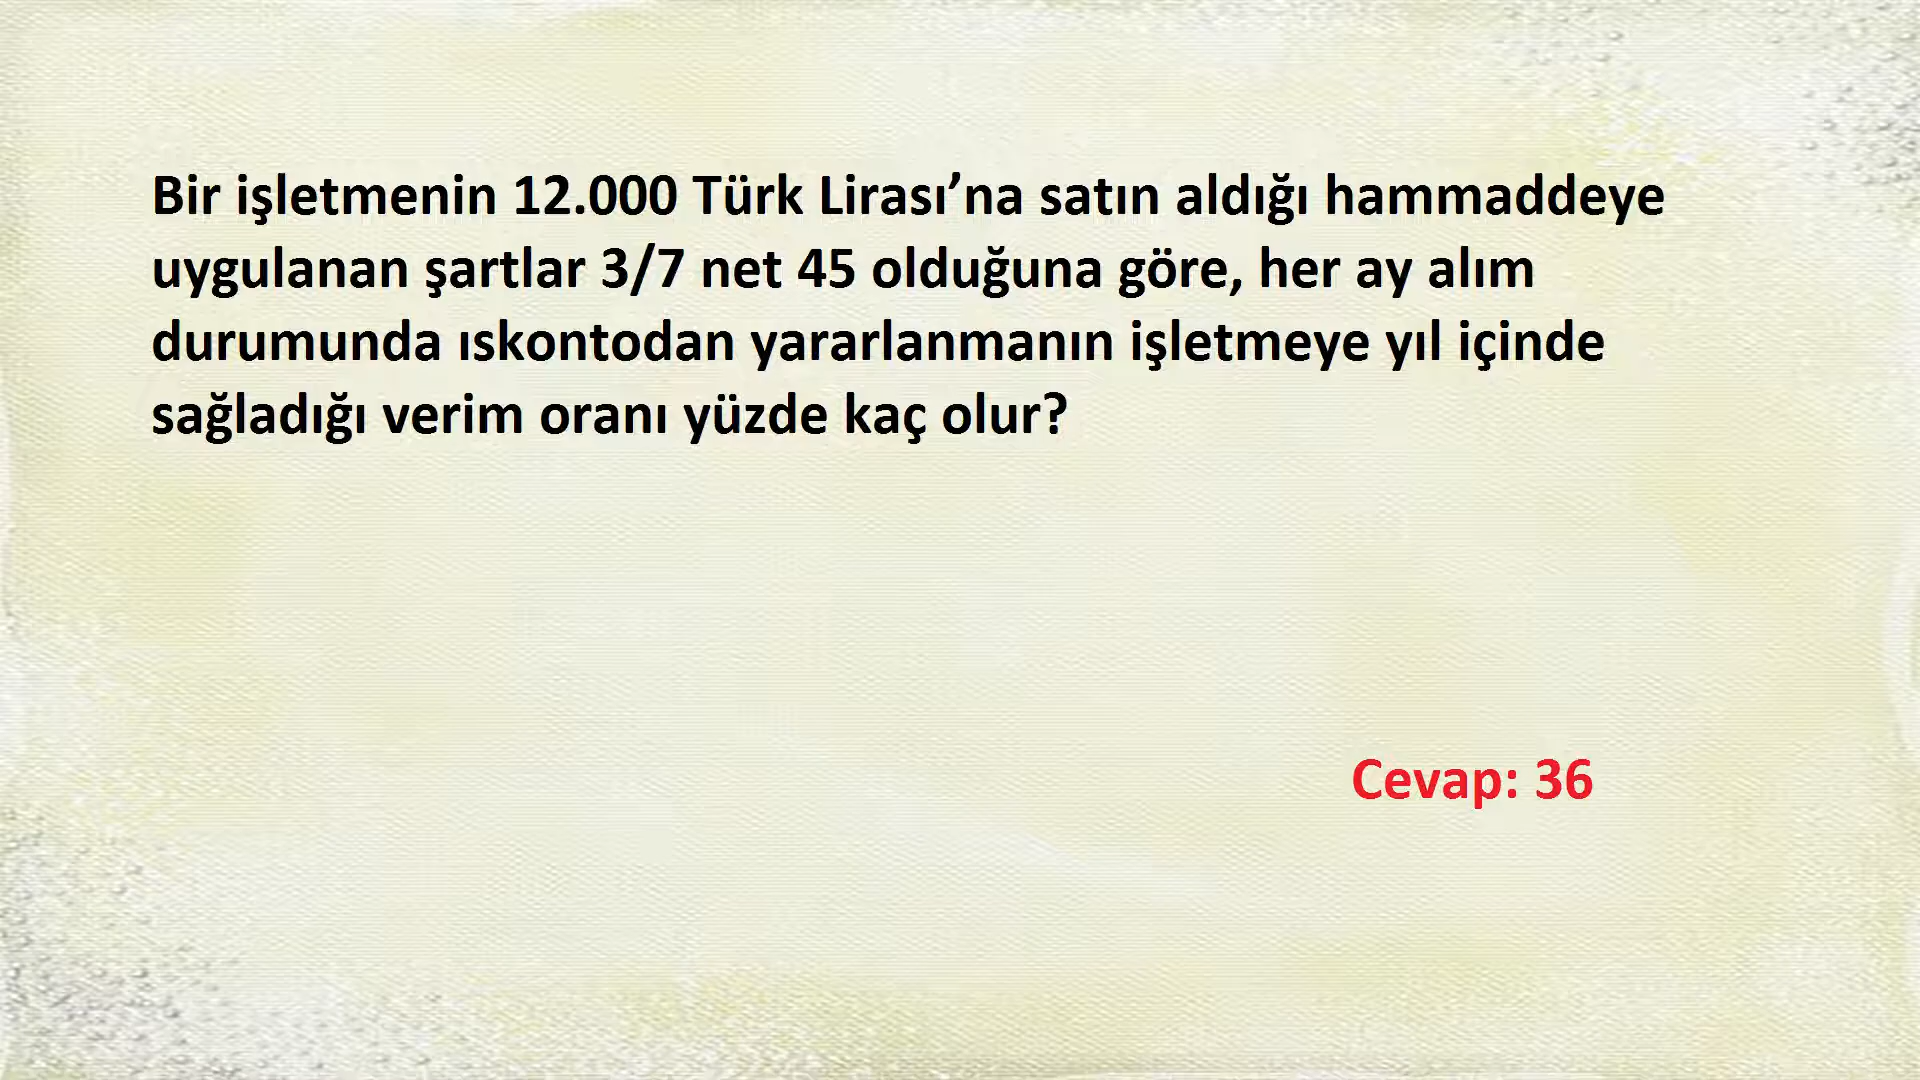 Bir işletmenin 12.000 Türk Lirası’na satın aldığı hammaddeye
uygulanan şartlar 3/7 net 45 olduğuna göre, her ay alım
durumunda ıskontodan yararlanmanın işletmeye yıl içinde
sağladığı verim oranı yüzde kaç olur?
Cevap: 36